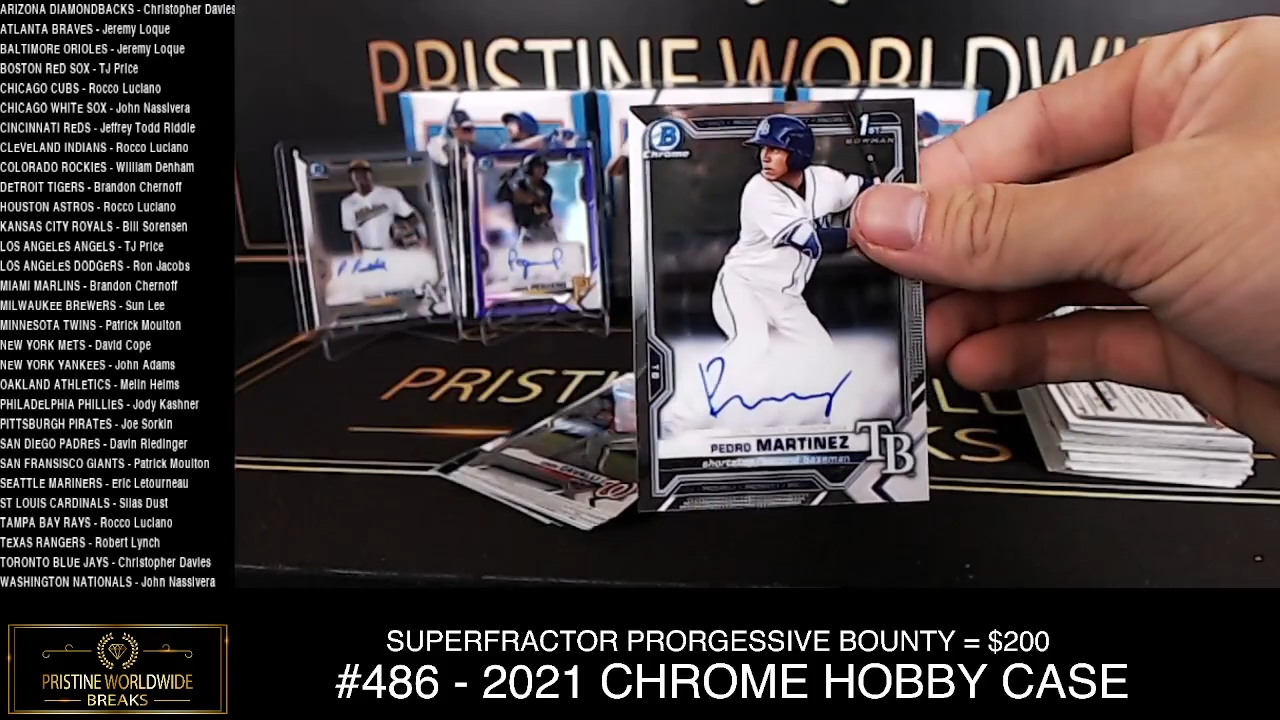 ARIZONA DIAMONDBACKS - Christopher Davies
ATLANTA BRAVES - Jeremy Loque
BALTIMORE ORIOLES - Jeremy Loque
BOSTON RED SOX - TJ Price
CHICAGO CUBS - Rocco Luciano
CHICAGO WHITE SOX - John Nassivera
CINCINNATI REDS - Jeffrey Todd Riddle
CLEVELAND INDIANS - Rocco Luciano
COLORADO ROCKIES - William Denham
DETROIT TIGERS - Brandon Chernoff
HOUSTON ASTROS - Rocco Luciano
KANSAS CITY ROYALS - Bill Sorensen
LOS ANGELES ANGELS - TJ Price
LOS ANGELES DODGERS - Ron Jacobs
MIAMI MARLINS - Brandon Chernoff
MILWAUKEE BREWERS - Sun Lee
MINNESOTA TWINS - Patrick Moulton
NEW YORK METS - David Cope
NEW YORK YANKEES - John Adams
OAKLAND ATHLETICS - Melin Helms
PHILADELPHIA PHILLIES - Jody Kashner
PITTSBURGH PIRATES - Joe Sorkin
SAN DIEGO PADRES - Davin Riedinger
SAN FRANSISCO GIANTS - Patrick Moulton
SEATTLE MARINERS - Eric Letourneau
ST LOUIS CARDINALS - Silas Dust
TAMPA BAY RAYS - Rocco Luciano
TEXAS RANGERS - Robert Lynch
TORONTO BLUE JAYS - Christopher Davies
WASHINGTON NATIONALS - John Nassivera
PRISTINE WORLDW
B
Chrome
1ST
BOWMAN
TB
PEDRO MARTINEZ
TB
PRISTIN
PRISTINE WORLDWIDE
BREAKS
SUPERFRACTOR PRORGESSIVE BOUNTY = $200
#486 - 2021 CHROME HOBBY CASE